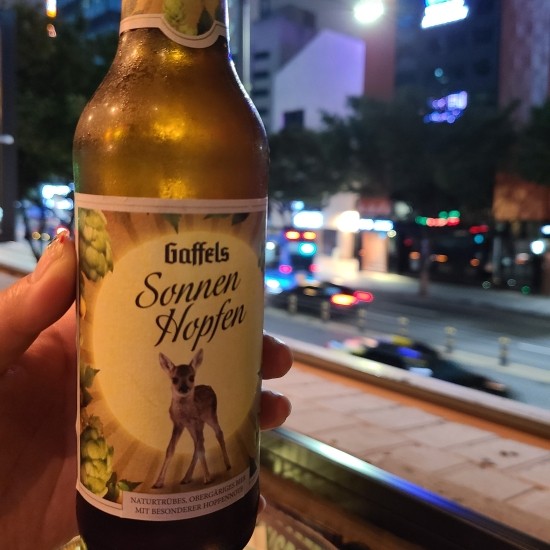 Gaffels
Sonnen
Hopfen
NATURTRÜBES, OBERGÄRIGES BIER
MIT BESONDERER HOPFENNOTE